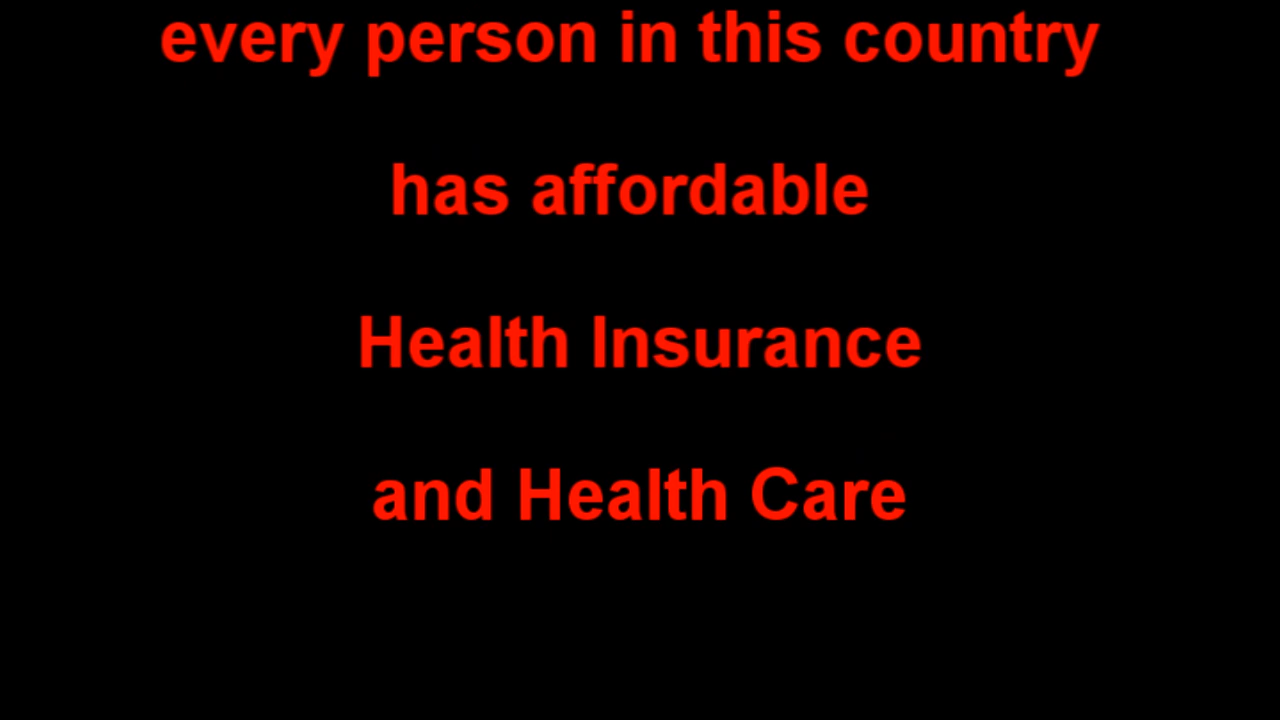 every person in this country
has affordable
Health Insurance
and Health Care